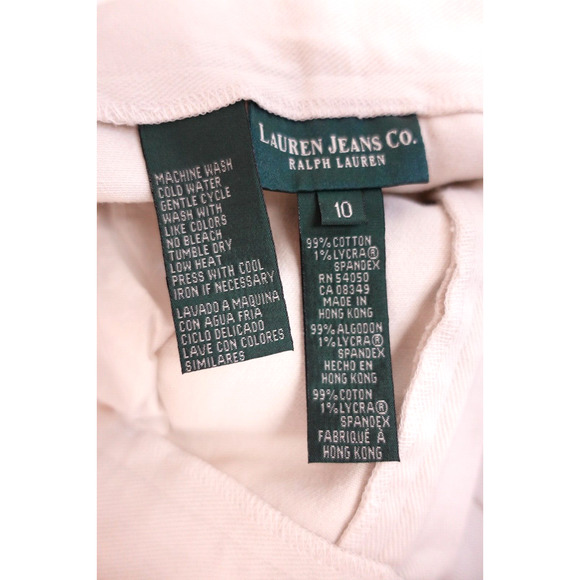 LAUREN JEANS CO.
RALPH LAUREN
10
MACHINE WASH
COLD WATER
GENTLE CYCLE
WASH WITH
LIKE COLORS
NO BLEACH
TUMBLE DRY
LOW HEAT
PRESS WITH COOL
IRON IF NECESSARY
LAVADO A MAQUINA
CON AGUA FRIA
CICLO DELICADO
LAVE CON COLORES
SIMILARES
99% COTTON
1% LYCRA®
SPANDEX
RN 54050
CA 08349
MADE IN
HONG KONG
99% ALGODON
1% LYCRA®
SPANDEX
HECHO EN
HONG KONG
99% COTON
1% LYCRA®
SPANDEX
FABRIQUÉ À
HONG KONG